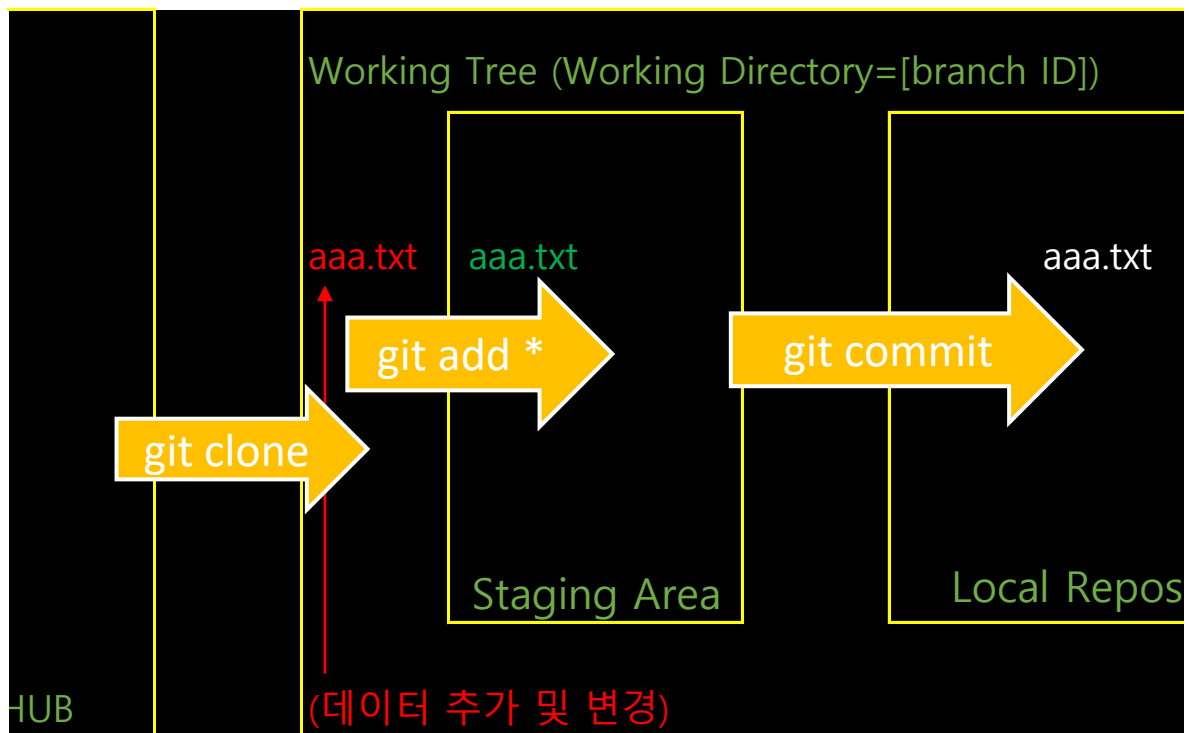 Working Tree (Working Directory=[branch ID])
aaa.txt
aaa.txt
aaa.txt
git add *
git commit
git clone
Staging Area
Local Repos
HUB
(데이터 추가 및 변경)